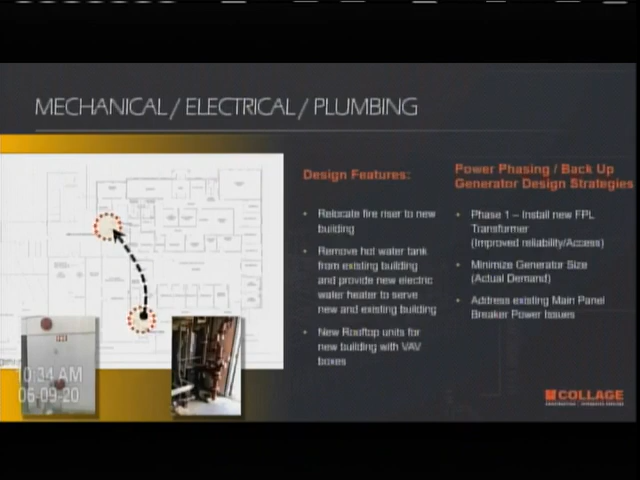 MECHANICAL / ELECTRICAL / PLUMBING
Design Features:
• Relocate fire riser to new
building
• Remove hot water tank
from existing building
and provide new electric
water heater to serve
new and existing building
• New Rooftop units for
new building with VAV
boxes
Power Phasing / Back Up
Generator Design Strategies
• Phase 1 – Install new FPL
Transformer
(Improved reliability/Access)
• Minimize Generator Size
(Actual Demand)
• Address existing Main Panel
Breaker Power Issues
10:34 AM
06-09-20
COLLAGE